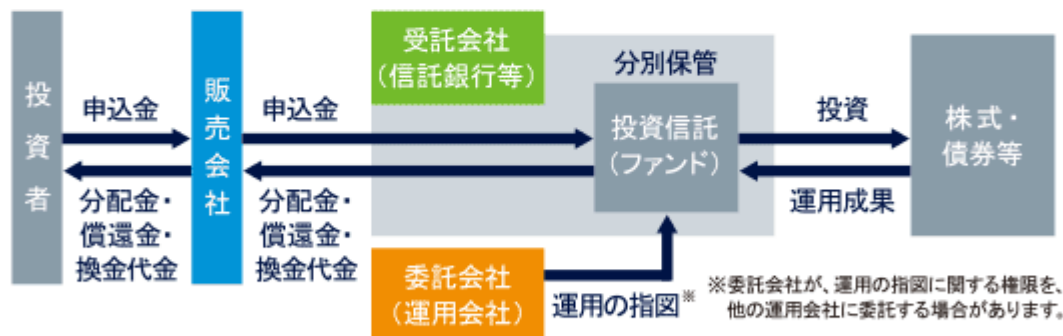 投資者
申込金
分配金・
償還金・
換金代金
販売会社
申込金
分配金・
償還金・
換金代金
受託会社
(信託銀行等)
分別保管
投資信託
(ファンド)
委託会社
(運用会社)
運用の指図※
投資
運用成果
株式・
債券等
※委託会社が、運用の指図に関する権限を、
他の運用会社に委託する場合があります。